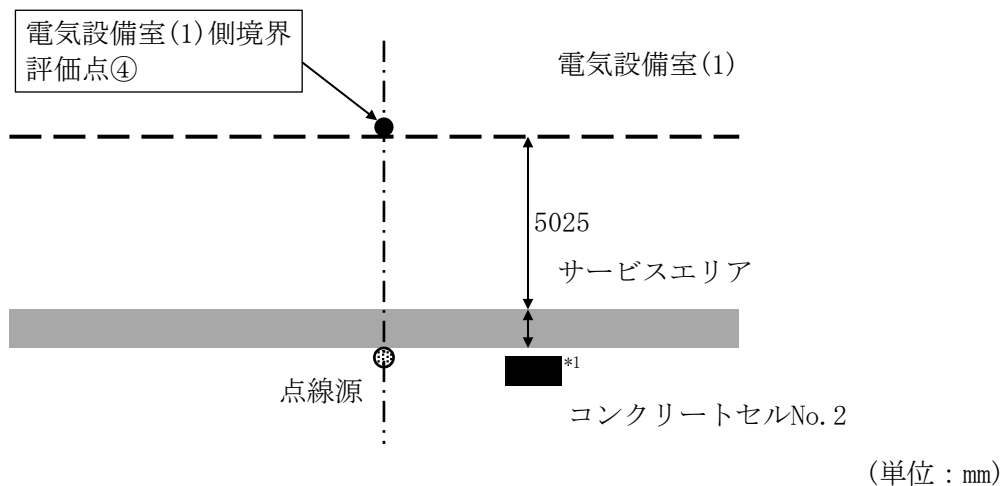 電気設備室(1)側境界
評価点④
電気設備室(1)
5025
サービスエリア
*1
点線源
コンクリートセルNo.2
(単位：mm)